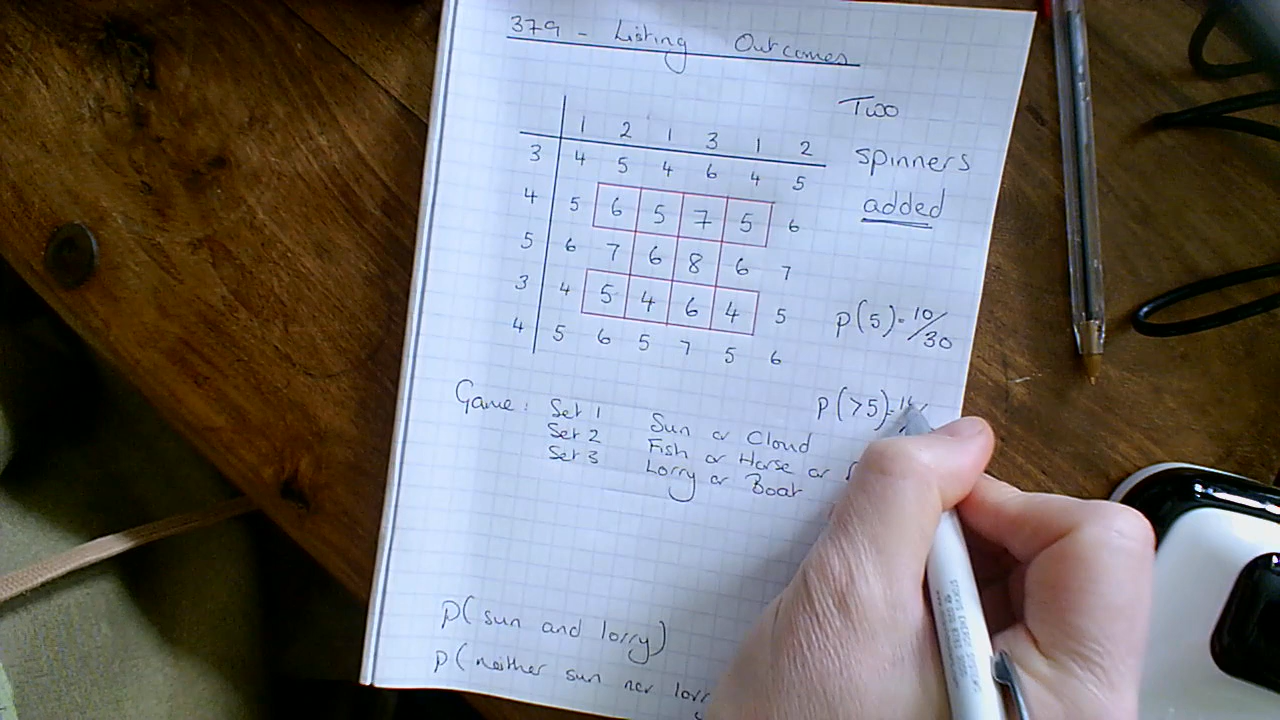 379 - Listing Outcomes
Two
spinners
added
1 2 1 3 1 2
3 4 5 4 6 4 5
4 5 6 5 7 5 6
5 6 7 6 8 6 7
3 4 5 4 6 4 5
4 5 6 5 7 5 6
p(5)=10/30
p(>5)=
Game: Set 1 Sun or Cloud
Set 2 Fish or Horse or
Set 3 Lorry or Boat
p(sun and lorry)
p(neither sun nor